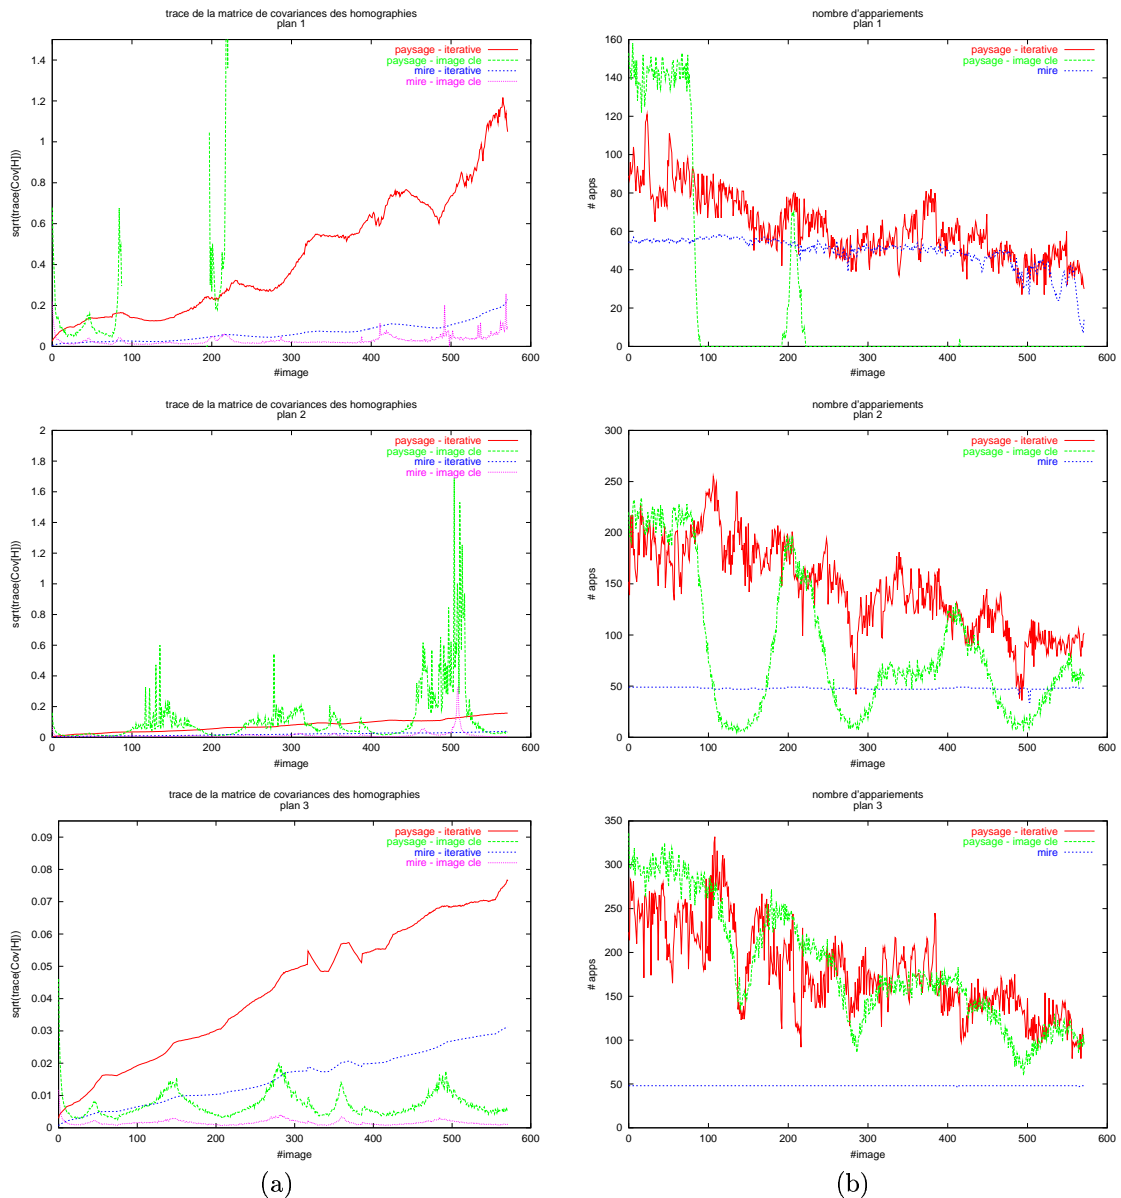 trace de la matrice de covariances des homographies
plan 1
paysage - iterative
paysage - image cle
mire - iterative
mire - image cle
sqrt(trace(Cov[H]))
0
0.2
0.4
0.6
0.8
1
1.2
1.4
0 100 200 300 400 500 600
#image
nombre d'appariements
plan 1
paysage - iterative
paysage - image cle
mire
# apps
0
20
40
60
80
100
120
140
160
0 100 200 300 400 500 600
#image
trace de la matrice de covariances des homographies
plan 2
paysage - iterative
paysage - image cle
mire - iterative
mire - image cle
sqrt(trace(Cov[H]))
0
0.2
0.4
0.6
0.8
1
1.2
1.4
1.6
1.8
2
0 100 200 300 400 500 600
#image
nombre d'appariements
plan 2
paysage - iterative
paysage - image cle
mire
# apps
0
50
100
150
200
250
300
0 100 200 300 400 500 600
#image
trace de la matrice de covariances des homographies
plan 3
paysage - iterative
paysage - image cle
mire - iterative
mire - image cle
sqrt(trace(Cov[H]))
0
0.01
0.02
0.03
0.04
0.05
0.06
0.07
0.08
0.09
0 100 200 300 400 500 600
#image
nombre d'appariements
plan 3
paysage - iterative
paysage - image cle
mire
# apps
0
50
100
150
200
250
300
350
0 100 200 300 400 500 600
#image
(a)
(b)